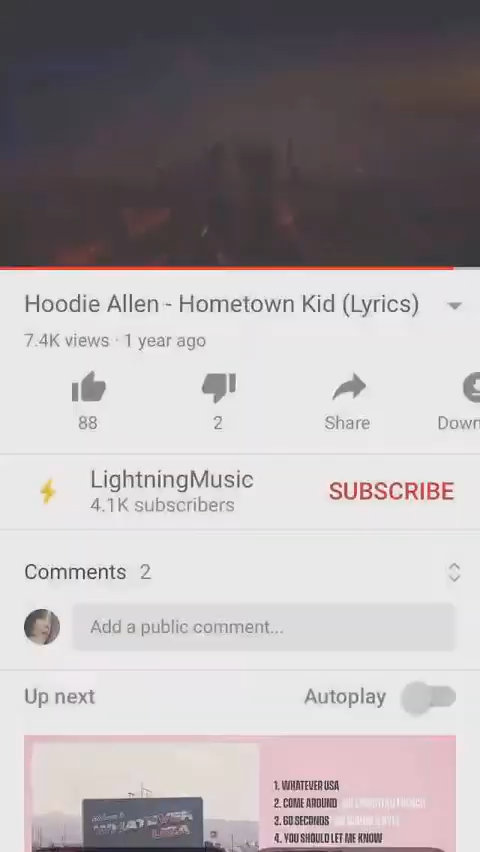 Hoodie Allen - Hometown Kid (Lyrics)
7.4K views · 1 year ago
88
2
Share
Down
LightningMusic
4.1K subscribers
SUBSCRIBE
Comments 2
Add a public comment...
Up next
Autoplay
WHATEVER
USA
1. WHATEVER USA
2. COME AROUND
3. 60 SECONDS
4. YOU SHOULD LET ME KNOW